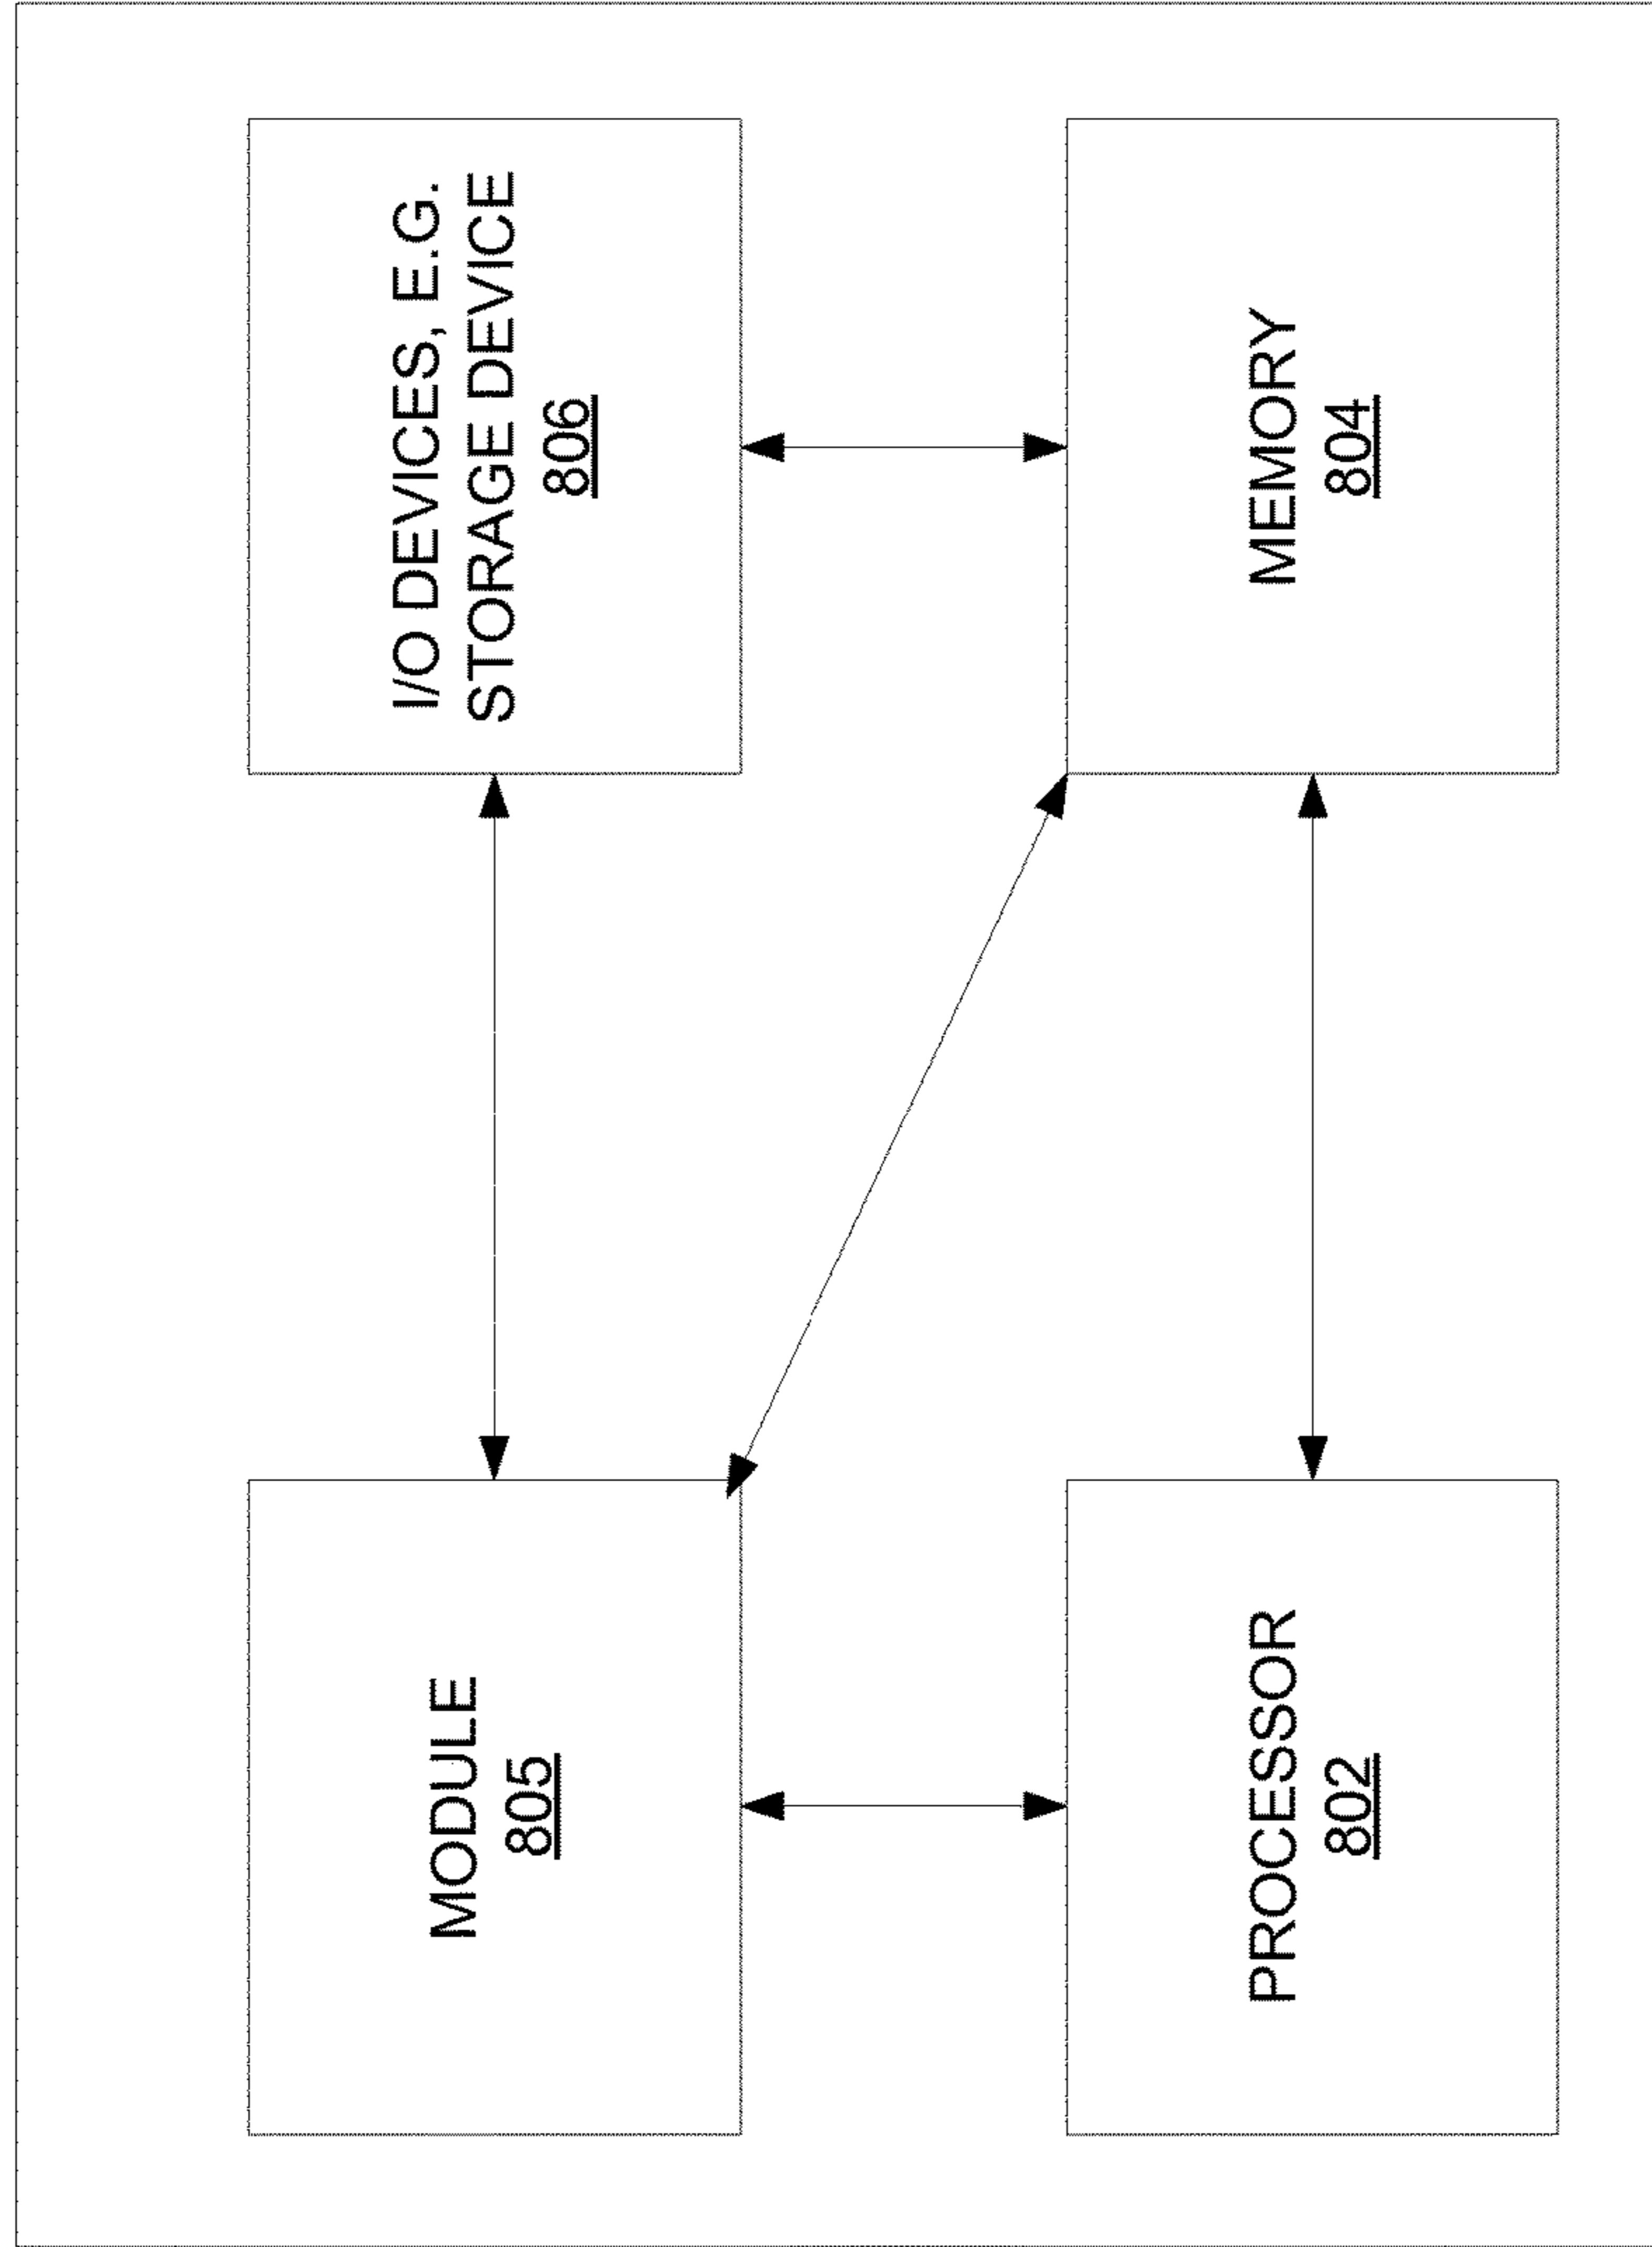 MODULE
805
I/O DEVICES, E.G.
STORAGE DEVICE
806
PROCESSOR
802
MEMORY
804